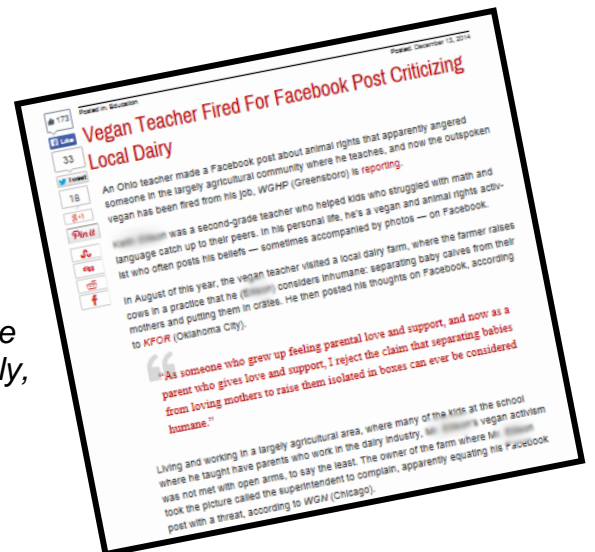 Posted in: Education
Posted: December 13, 2014
173
Like
33
Tweet
18
Pin it
Vegan Teacher Fired For Facebook Post Criticizing
Local Dairy
An Ohio teacher made a Facebook post about animal rights that apparently angered
someone in the largely agricultural community where he teaches, and now the outspoken
vegan has been fired from his job, WGHP (Greensboro) is reporting.
was a second-grade teacher who helped kids who struggled with math and
language catch up to their peers. In his personal life, he's a vegan and animal rights activ-
ist who often posts his beliefs — sometimes accompanied by photos — on Facebook.
In August of this year, the vegan teacher visited a local dairy farm, where the farmer raises
cows in a practice that he ( ) considers inhumane: separating baby calves from their
mothers and putting them in crates. He then posted his thoughts on Facebook, according
to KFOR (Oklahoma City).
e
ly,
“As someone who grew up feeling parental love and support, and now as a
parent who gives love and support, I reject the claim that separating babies
from loving mothers to raise them isolated in boxes can ever be considered
humane.”
Living and working in a largely agricultural area, where many of the kids at the school
where he taught have parents who work in the dairy industry, vegan activism
was not met with open arms, to say the least. The owner of the farm where
took the picture called the superintendent to complain, apparently equating his Facebook
post with a threat, according to WGN (Chicago).